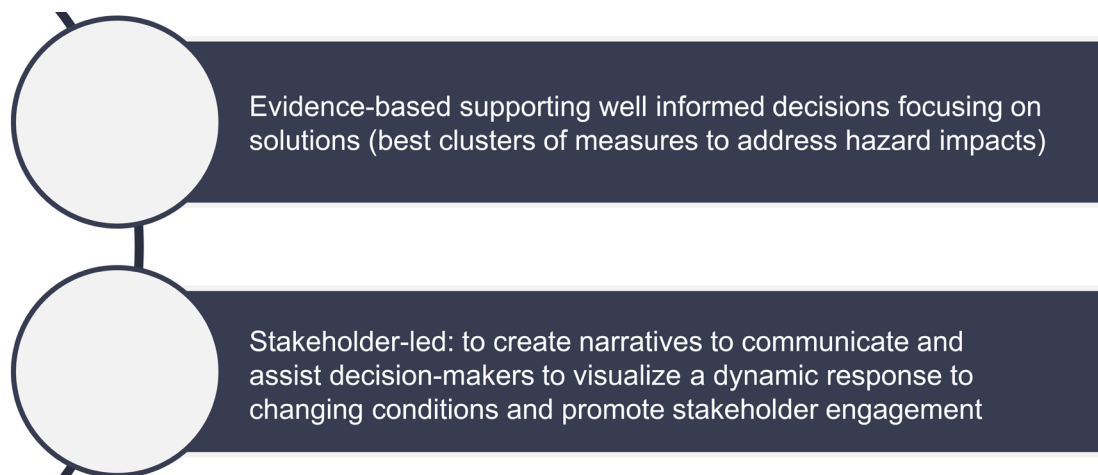 Evidence-based supporting well informed decisions focusing on
solutions (best clusters of measures to address hazard impacts)
Stakeholder-led: to create narratives to communicate and
assist decision-makers to visualize a dynamic response to
changing conditions and promote stakeholder engagement